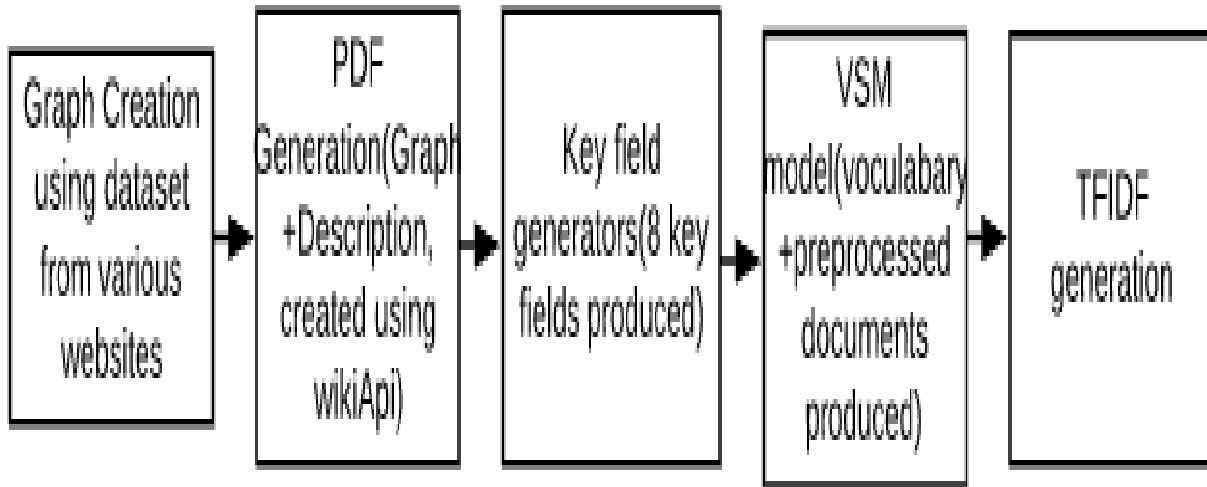 Graph Creation
using dataset
from various
websites
PDF
Generation(Graph
+Description,
created using
wikiApi)
Key field
generators(8 key
fields produced)
VSM
model(voculabary
+preprocessed
documents
produced)
TFIDF
generation